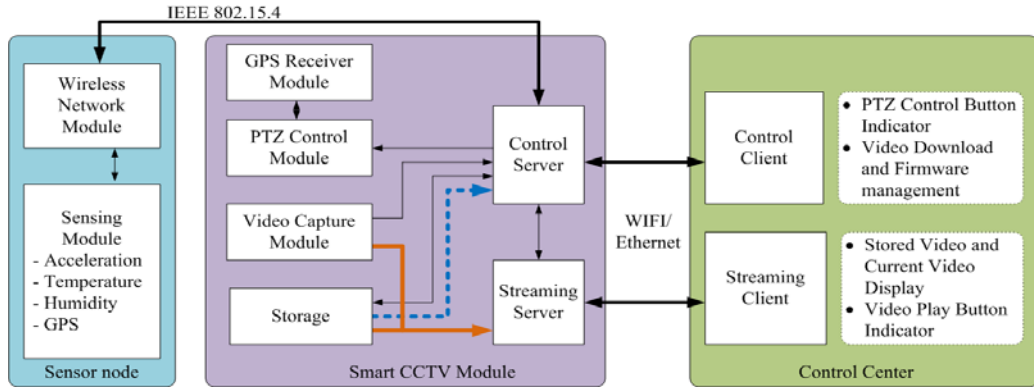 IEEE 802.15.4
Wireless
Network
Module
Sensing
Module
- Acceleration
- Temperature
- Humidity
- GPS
Sensor node
GPS Receiver
Module
PTZ Control
Module
Video Capture
Module
Storage
Control
Server
Streaming
Server
Smart CCTV Module
WIFI/
Ethernet
Control
Client
• PTZ Control Button
Indicator
• Video Download
and Firmware
management
Streaming
Client
• Stored Video and
Current Video
Display
• Video Play Button
Indicator
Control Center